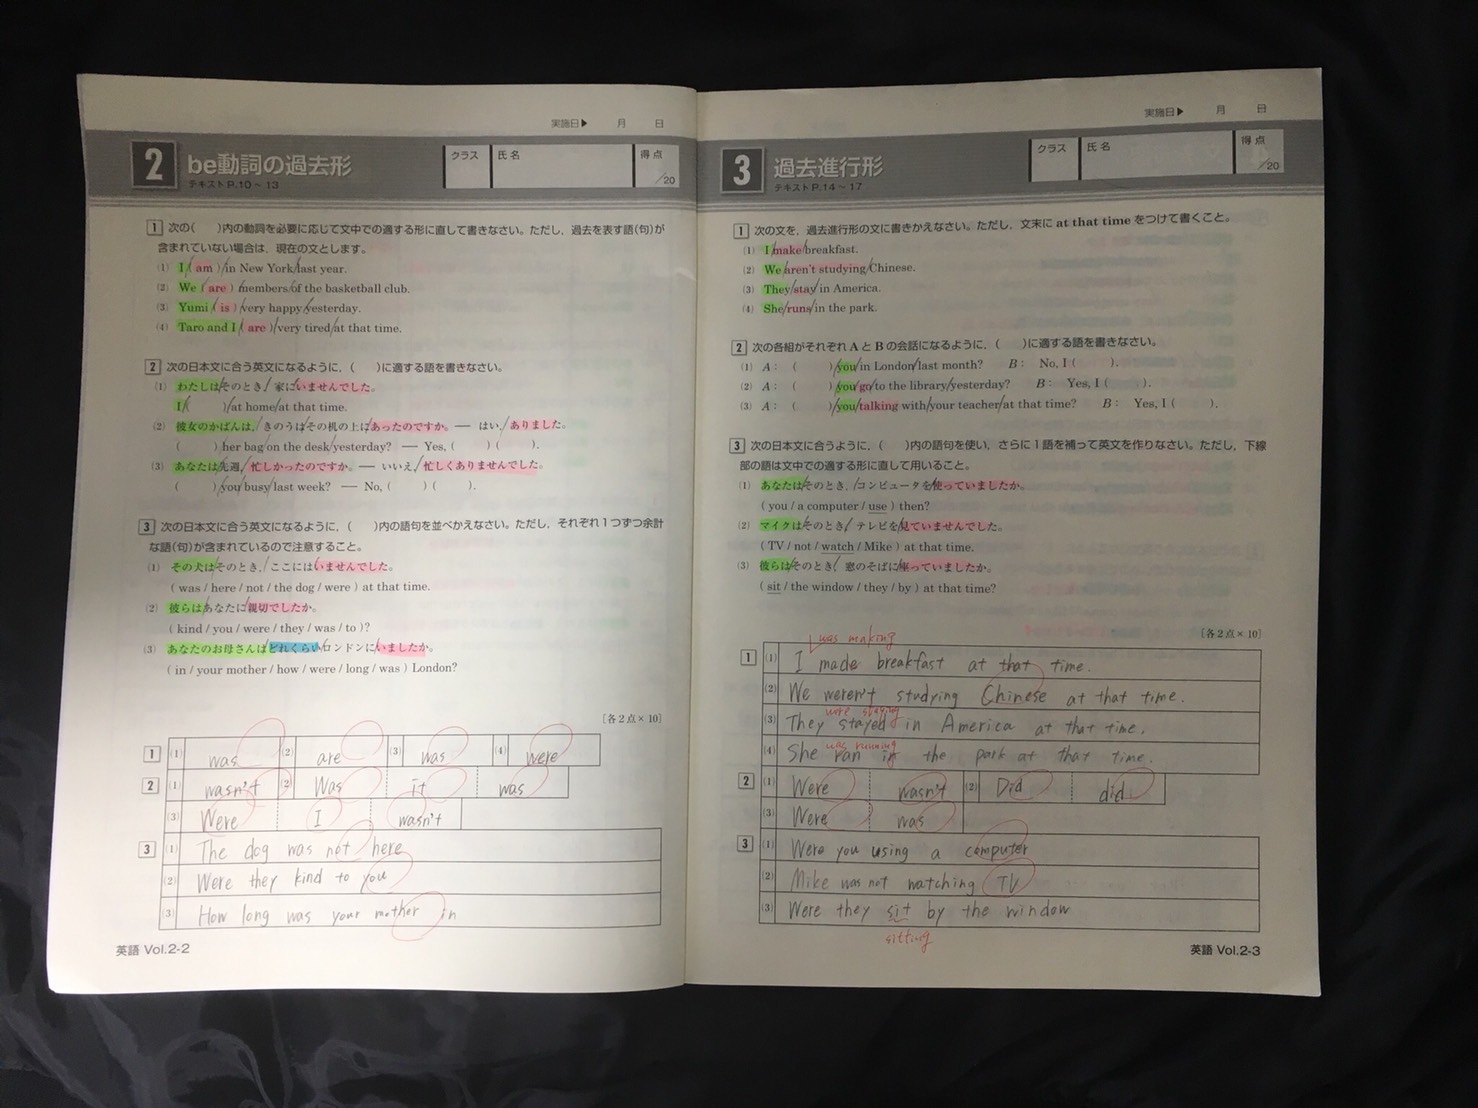 実施日▶　　月　　日
2 be動詞の過去形
テキストP.10～13
クラス 氏名 得点 /20
1 次の(　　)内の動詞を必要に応じて文中での適する形に直して書きなさい。ただし，過去を表す語(句)が
含まれていない場合は，現在の文とします。
(1) I ( am ) in New York last year.
(2) We ( are ) members of the basketball club.
(3) Yumi ( is ) very happy yesterday.
(4) Taro and I ( are ) very tired at that time.
2 次の日本文に合う英文になるように，(　　)に適する語を書きなさい。
(1) わたしはそのとき，家にいませんでした。
I (　　) at home at that time.
(2) 彼女のかばんは，きのうはその机の上にあったのですか。― はい，ありました。
(　　) her bag on the desk yesterday? ― Yes, (　　) (　　).
(3) あなたは先週，忙しかったのですか。― いいえ，忙しくありませんでした。
(　　) you busy last week? ― No, (　　) (　　).
3 次の日本文に合う英文になるように，(　　)内の語句を並べかえなさい。ただし，それぞれ1つずつ余計
な語(句)が含まれているので注意すること。
(1) その犬はそのとき，ここにはいませんでした。
( was / here / not / the dog / were ) at that time.
(2) 彼らはあなたに親切でしたか。
( kind / you / were / they / was / to )?
(3) あなたのお母さんはどれくらいロンドンにいましたか。
( in / your mother / how / were / long / was ) London?
[各2点×10]
1 (1) was (2) are (3) was (4) were
2 (1) wasn't (2) Was it was
(3) Were I wasn't
3 (1) The dog was not here
(2) Were they kind to you
(3) How long was your mother in
英語 Vol.2-2
実施日▶　　月　　日
3 過去進行形
テキストP.14～17
クラス 氏名 得点 /20
1 次の文を，過去進行形の文に書きかえなさい。ただし，文末に at that time をつけて書くこと。
(1) I make breakfast.
(2) We aren't studying Chinese.
(3) They stay in America.
(4) She runs in the park.
2 次の各組がそれぞれ A と B の会話になるように，(　　)に適する語を書きなさい。
(1) A : (　　) you in London last month?　B : No, I (　　).
(2) A : (　　) you go to the library yesterday?　B : Yes, I (　　).
(3) A : (　　) you talking with your teacher at that time?　B : Yes, I (　　).
3 次の日本文に合うように，(　　)内の語句を使い，さらに1語を補って英文を作りなさい。ただし，下線
部の語は文中での適する形に直して用いること。
(1) あなたはそのとき，コンピュータを使っていましたか。
( you / a computer / use ) then?
(2) マイクはそのとき，テレビを見ていませんでした。
( TV / not / watch / Mike ) at that time.
(3) 彼らはそのとき，窓のそばに座っていましたか。
( sit / the window / they / by ) at that time?
[各2点×10]
was making
1 (1) I made breakfast at that time.
(2) We weren't studying Chinese at that time.
were staying
(3) They stayed in America at that time.
was running
(4) She ran in the park at that time.
2 (1) Were wasn't (2) Did did
(3) Were was
3 (1) Were you using a computer
(2) Mike was not watching TV
(3) Were they sit by the window
sitting
英語 Vol.2-3